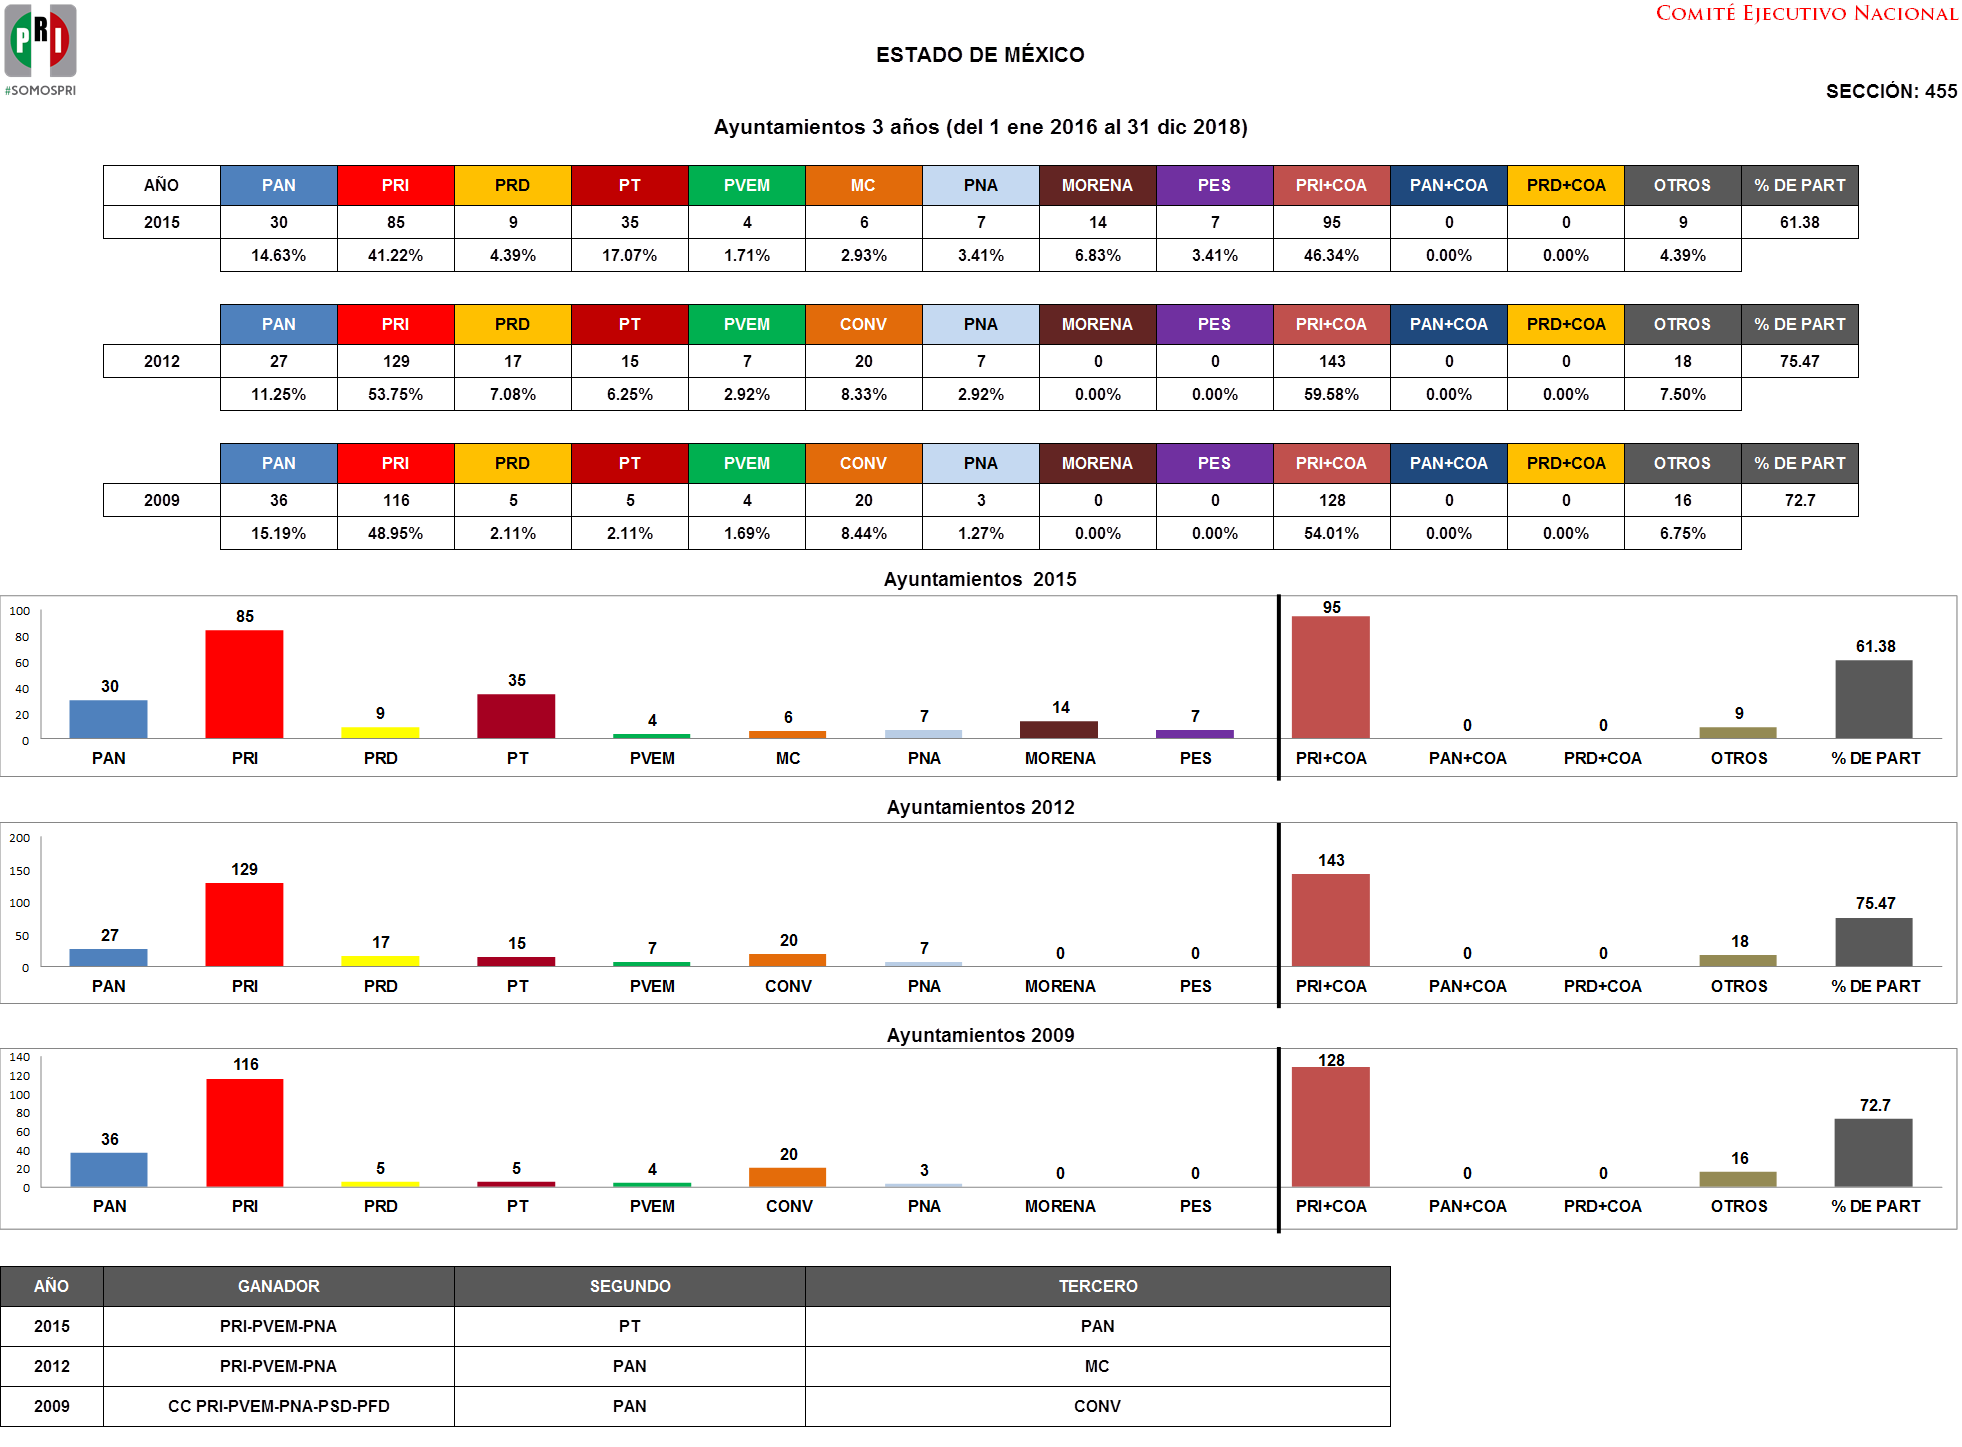 COMITÉ EJECUTIVO NACIONAL
PRI
#SOMOSPRI
ESTADO DE MÉXICO
SECCIÓN: 455
Ayuntamientos 3 años (del 1 ene 2016 al 31 dic 2018)
AÑO PAN PRI PRD PT PVEM MC PNA MORENA PES PRI+COA PAN+COA PRD+COA OTROS % DE PART
2015 30 85 9 35 4 6 7 14 7 95 0 0 9 61.38
14.63% 41.22% 4.39% 17.07% 1.71% 2.93% 3.41% 6.83% 3.41% 46.34% 0.00% 0.00% 4.39%
PAN PRI PRD PT PVEM CONV PNA MORENA PES PRI+COA PAN+COA PRD+COA OTROS % DE PART
2012 27 129 17 15 7 20 7 0 0 143 0 0 18 75.47
11.25% 53.75% 7.08% 6.25% 2.92% 8.33% 2.92% 0.00% 0.00% 59.58% 0.00% 0.00% 7.50%
PAN PRI PRD PT PVEM CONV PNA MORENA PES PRI+COA PAN+COA PRD+COA OTROS % DE PART
2009 36 116 5 5 4 20 3 0 0 128 0 0 16 72.7
15.19% 48.95% 2.11% 2.11% 1.69% 8.44% 1.27% 0.00% 0.00% 54.01% 0.00% 0.00% 6.75%
Ayuntamientos 2015
100
80
60
40
20
0
30 85 9 35 4 6 7 14 7 95 0 0 9 61.38
PAN PRI PRD PT PVEM MC PNA MORENA PES PRI+COA PAN+COA PRD+COA OTROS % DE PART
Ayuntamientos 2012
200
150
100
50
0
27 129 17 15 7 20 7 0 0 143 0 0 18 75.47
PAN PRI PRD PT PVEM CONV PNA MORENA PES PRI+COA PAN+COA PRD+COA OTROS % DE PART
Ayuntamientos 2009
140
120
100
80
60
40
20
0
36 116 5 5 4 20 3 0 0 128 0 0 16 72.7
PAN PRI PRD PT PVEM CONV PNA MORENA PES PRI+COA PAN+COA PRD+COA OTROS % DE PART
AÑO GANADOR SEGUNDO TERCERO
2015 PRI-PVEM-PNA PT PAN
2012 PRI-PVEM-PNA PAN MC
2009 CC PRI-PVEM-PNA-PSD-PFD PAN CONV